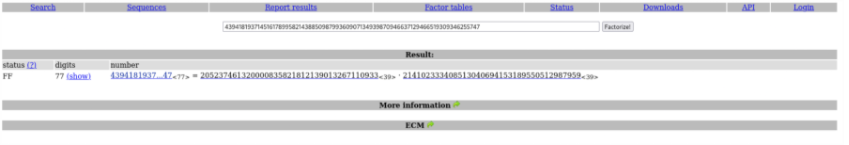 Search Sequences Report results Factor tables Status Downloads API Login
Factorize!
Result:
status (?) digits number
FF 77 (show) 4394181937...47<77> = 205237461320000835821812139013267110933<39> · 214102333408513040694153189550512987959<39>
More information
ECM